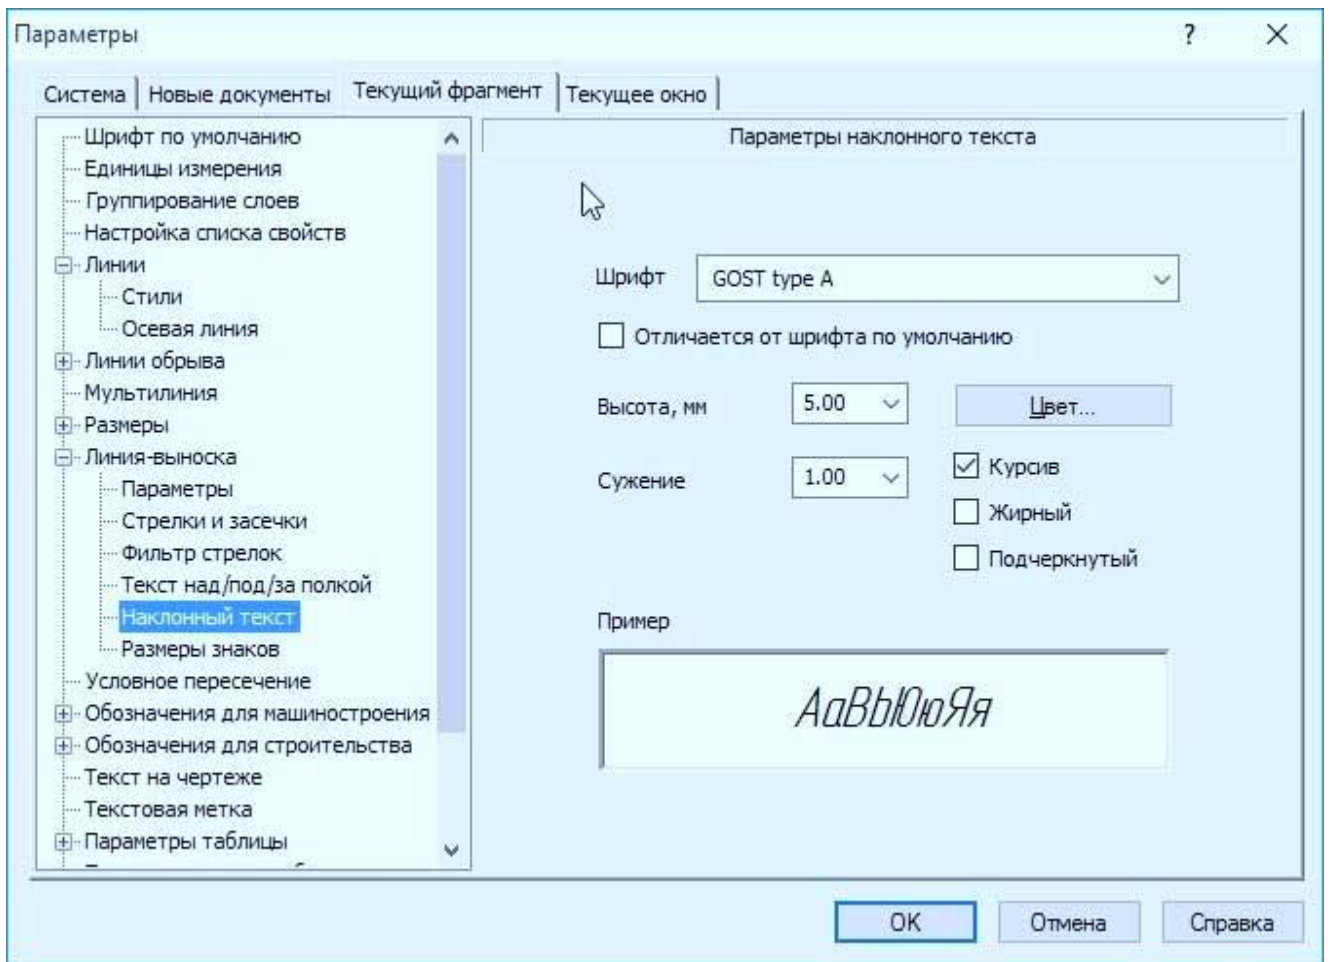 Параметры
?
Система
Новые документы
Текущий фрагмент
Текущее окно
Шрифт по умолчанию
Единицы измерения
Группирование слоев
Настройка списка свойств
Линии
Стили
Осевая линия
Линии обрыва
Мультилиния
Размеры
Линия-выноска
Параметры
Стрелки и засечки
Фильтр стрелок
Текст над/под/за полкой
Наклонный текст
Размеры знаков
Условное пересечение
Обозначения для машиностроения
Обозначения для строительства
Текст на чертеже
Текстовая метка
Параметры таблицы
Параметры наклонного текста
Шрифт
GOST type A
Отличается от шрифта по умолчанию
Высота, мм
5.00
Цвет...
Сужение
1.00
Курсив
Жирный
Подчеркнутый
Пример
АаВЬЮюЯя
OK
Отмена
Справка